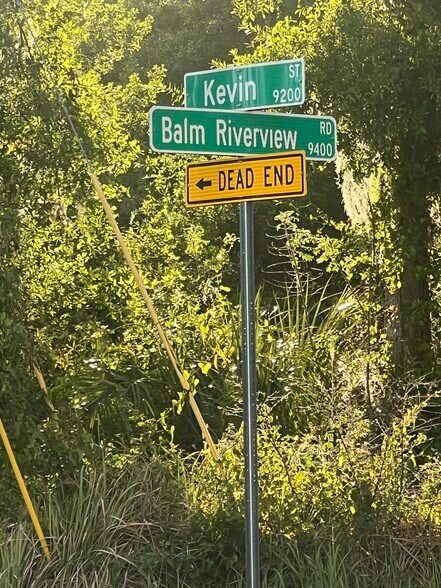 Kevin ST 9200
Balm Riverview RD 9400
← DEAD END